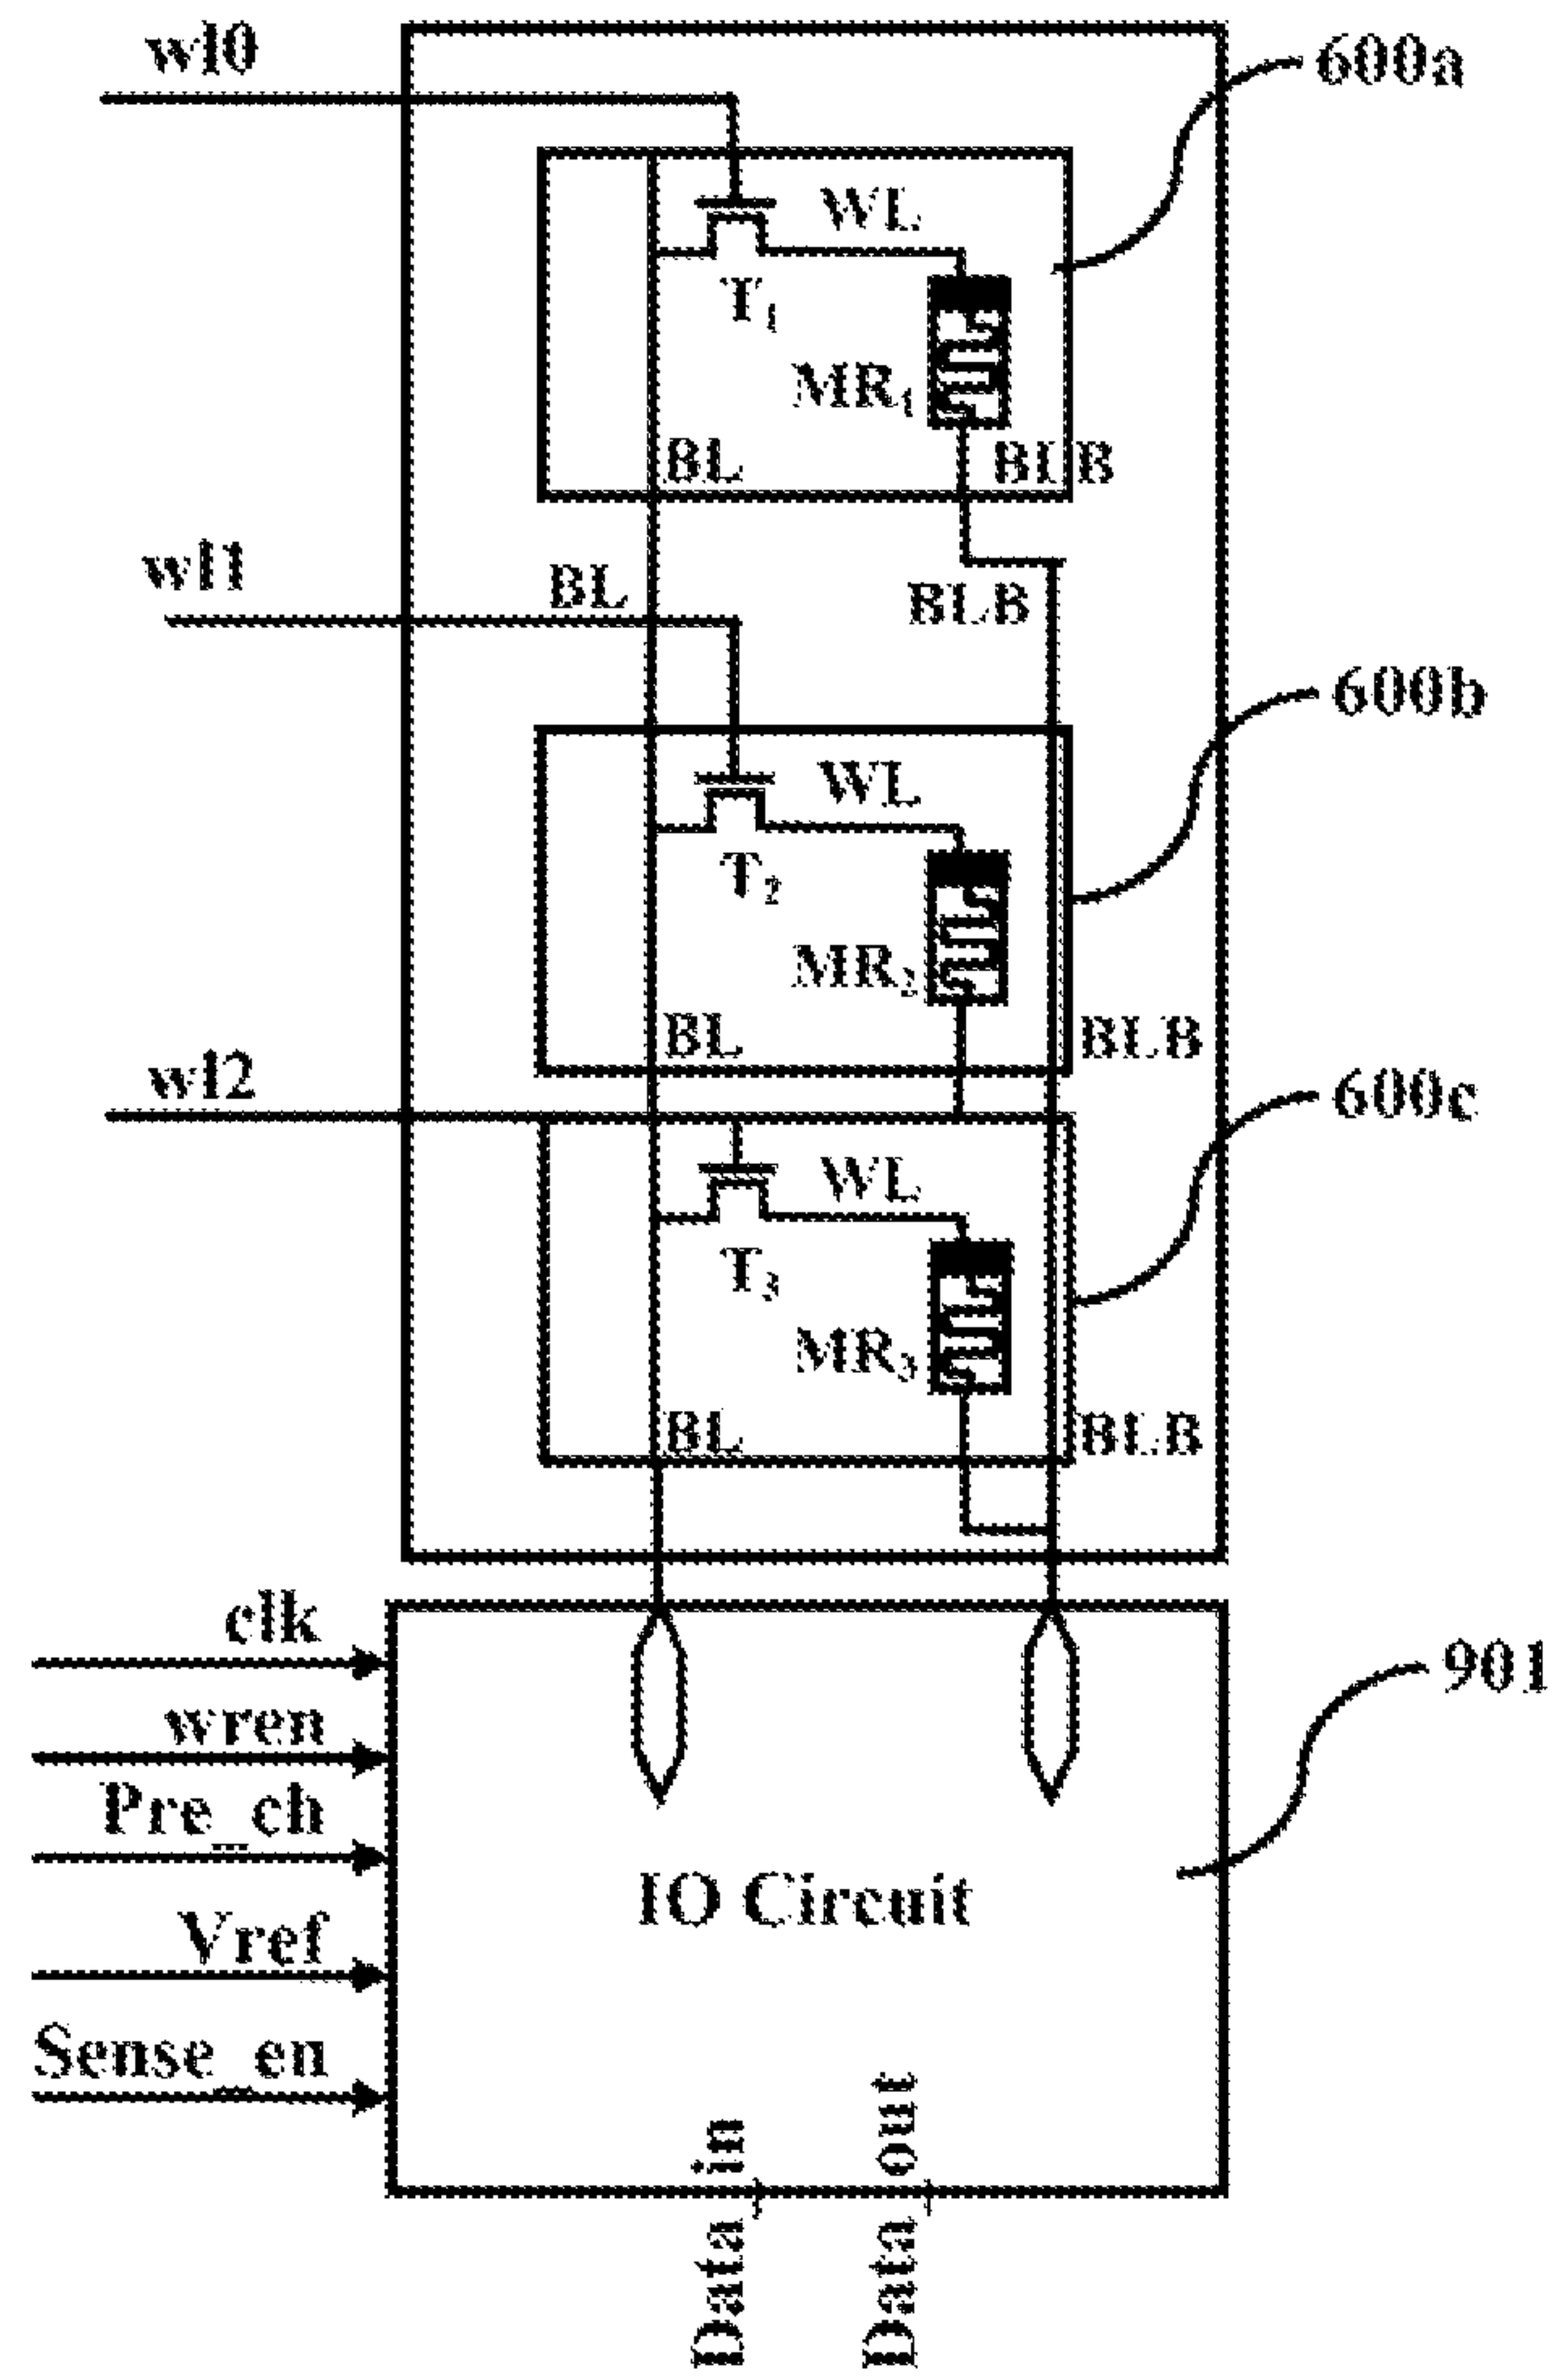 wl0
600a
WL
T1
MR1
BL
BLB
wl1
BL
BLB
600b
WL
T2
MR2
BL
BLB
wl2
600c
WL
T3
MR3
BL
BLB
clk
901
wren
Pre_ch
IO Circuit
Vref
Sense_en
Data_in
Data_out